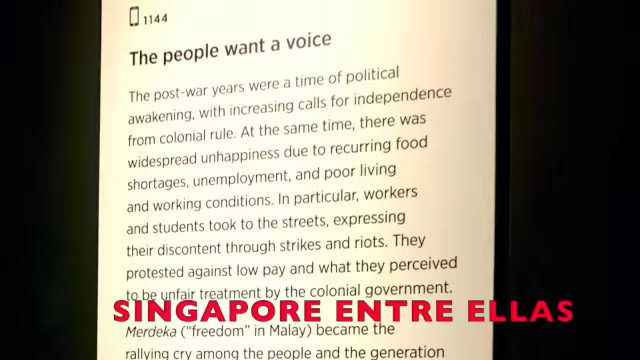 1144
The people want a voice
The post-war years were a time of political
awakening, with increasing calls for independence
from colonial rule. At the same time, there was
widespread unhappiness due to recurring food
shortages, unemployment, and poor living
and working conditions. In particular, workers
and students took to the streets, expressing
their discontent through strikes and riots. They
protested against low pay and what they perceived
to be unfair treatment by the colonial government.
SINGAPORE ENTRE ELLAS
Merdeka (“freedom” in Malay) became the
rallying cry among the people and the generation